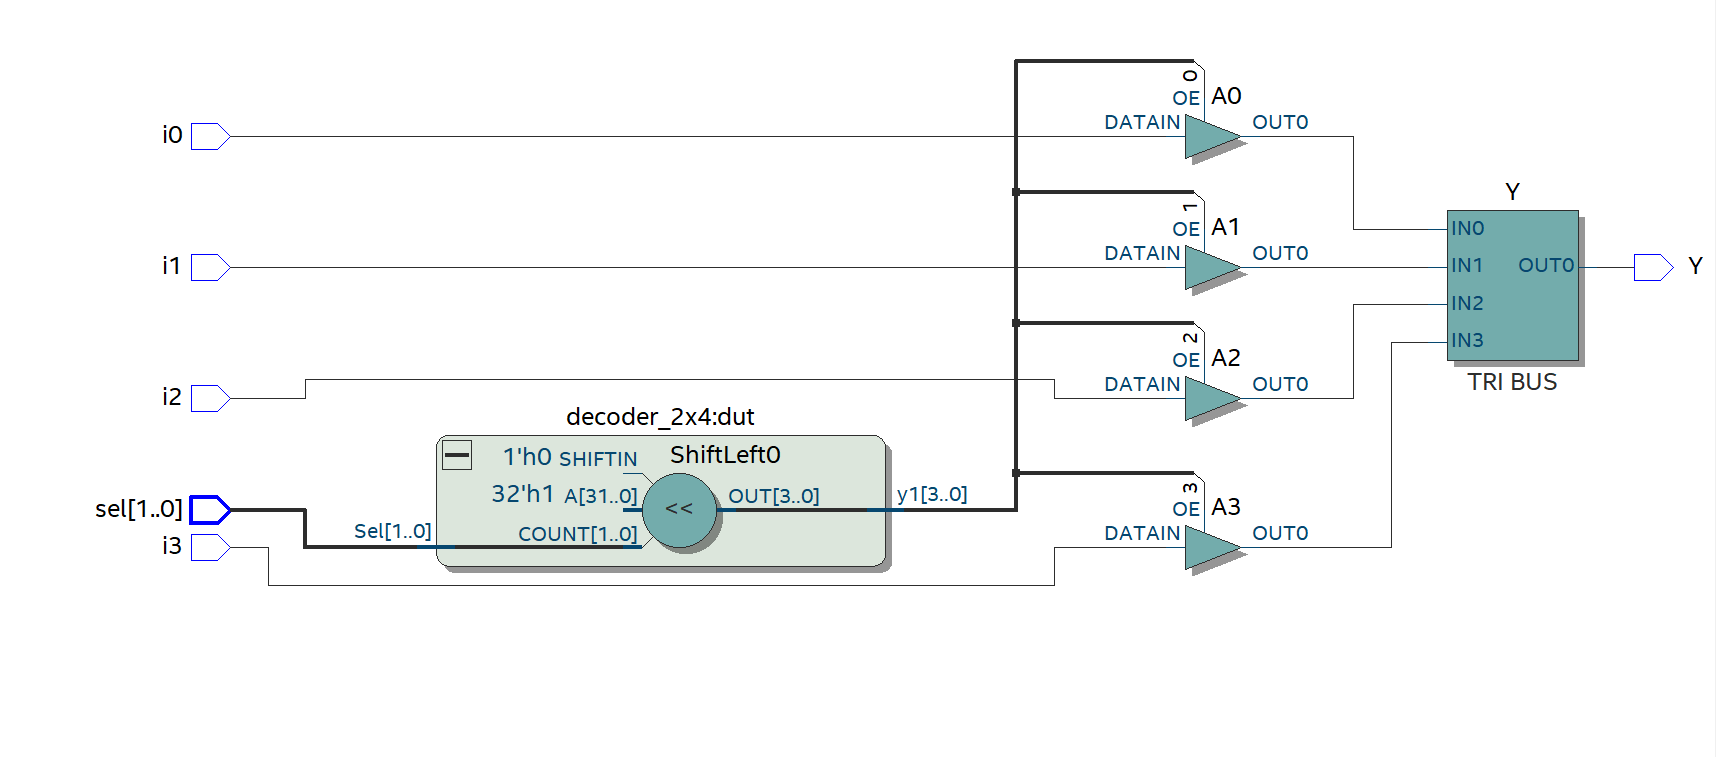 0
OE A0
i0 DATAIN OUT0
Y
1
OE A1
IN0
i1 DATAIN OUT0 IN1 OUT0 Y
IN2
2
OE A2
IN3
i2 DATAIN OUT0 TRI BUS
decoder_2x4:dut
1'h0 SHIFTIN ShiftLeft0
32'h1 A[31..0] OUT[3..0] y1[3..0]
<<
3
sel[1..0] OE A3
Sel[1..0] COUNT[1..0] DATAIN OUT0
i3